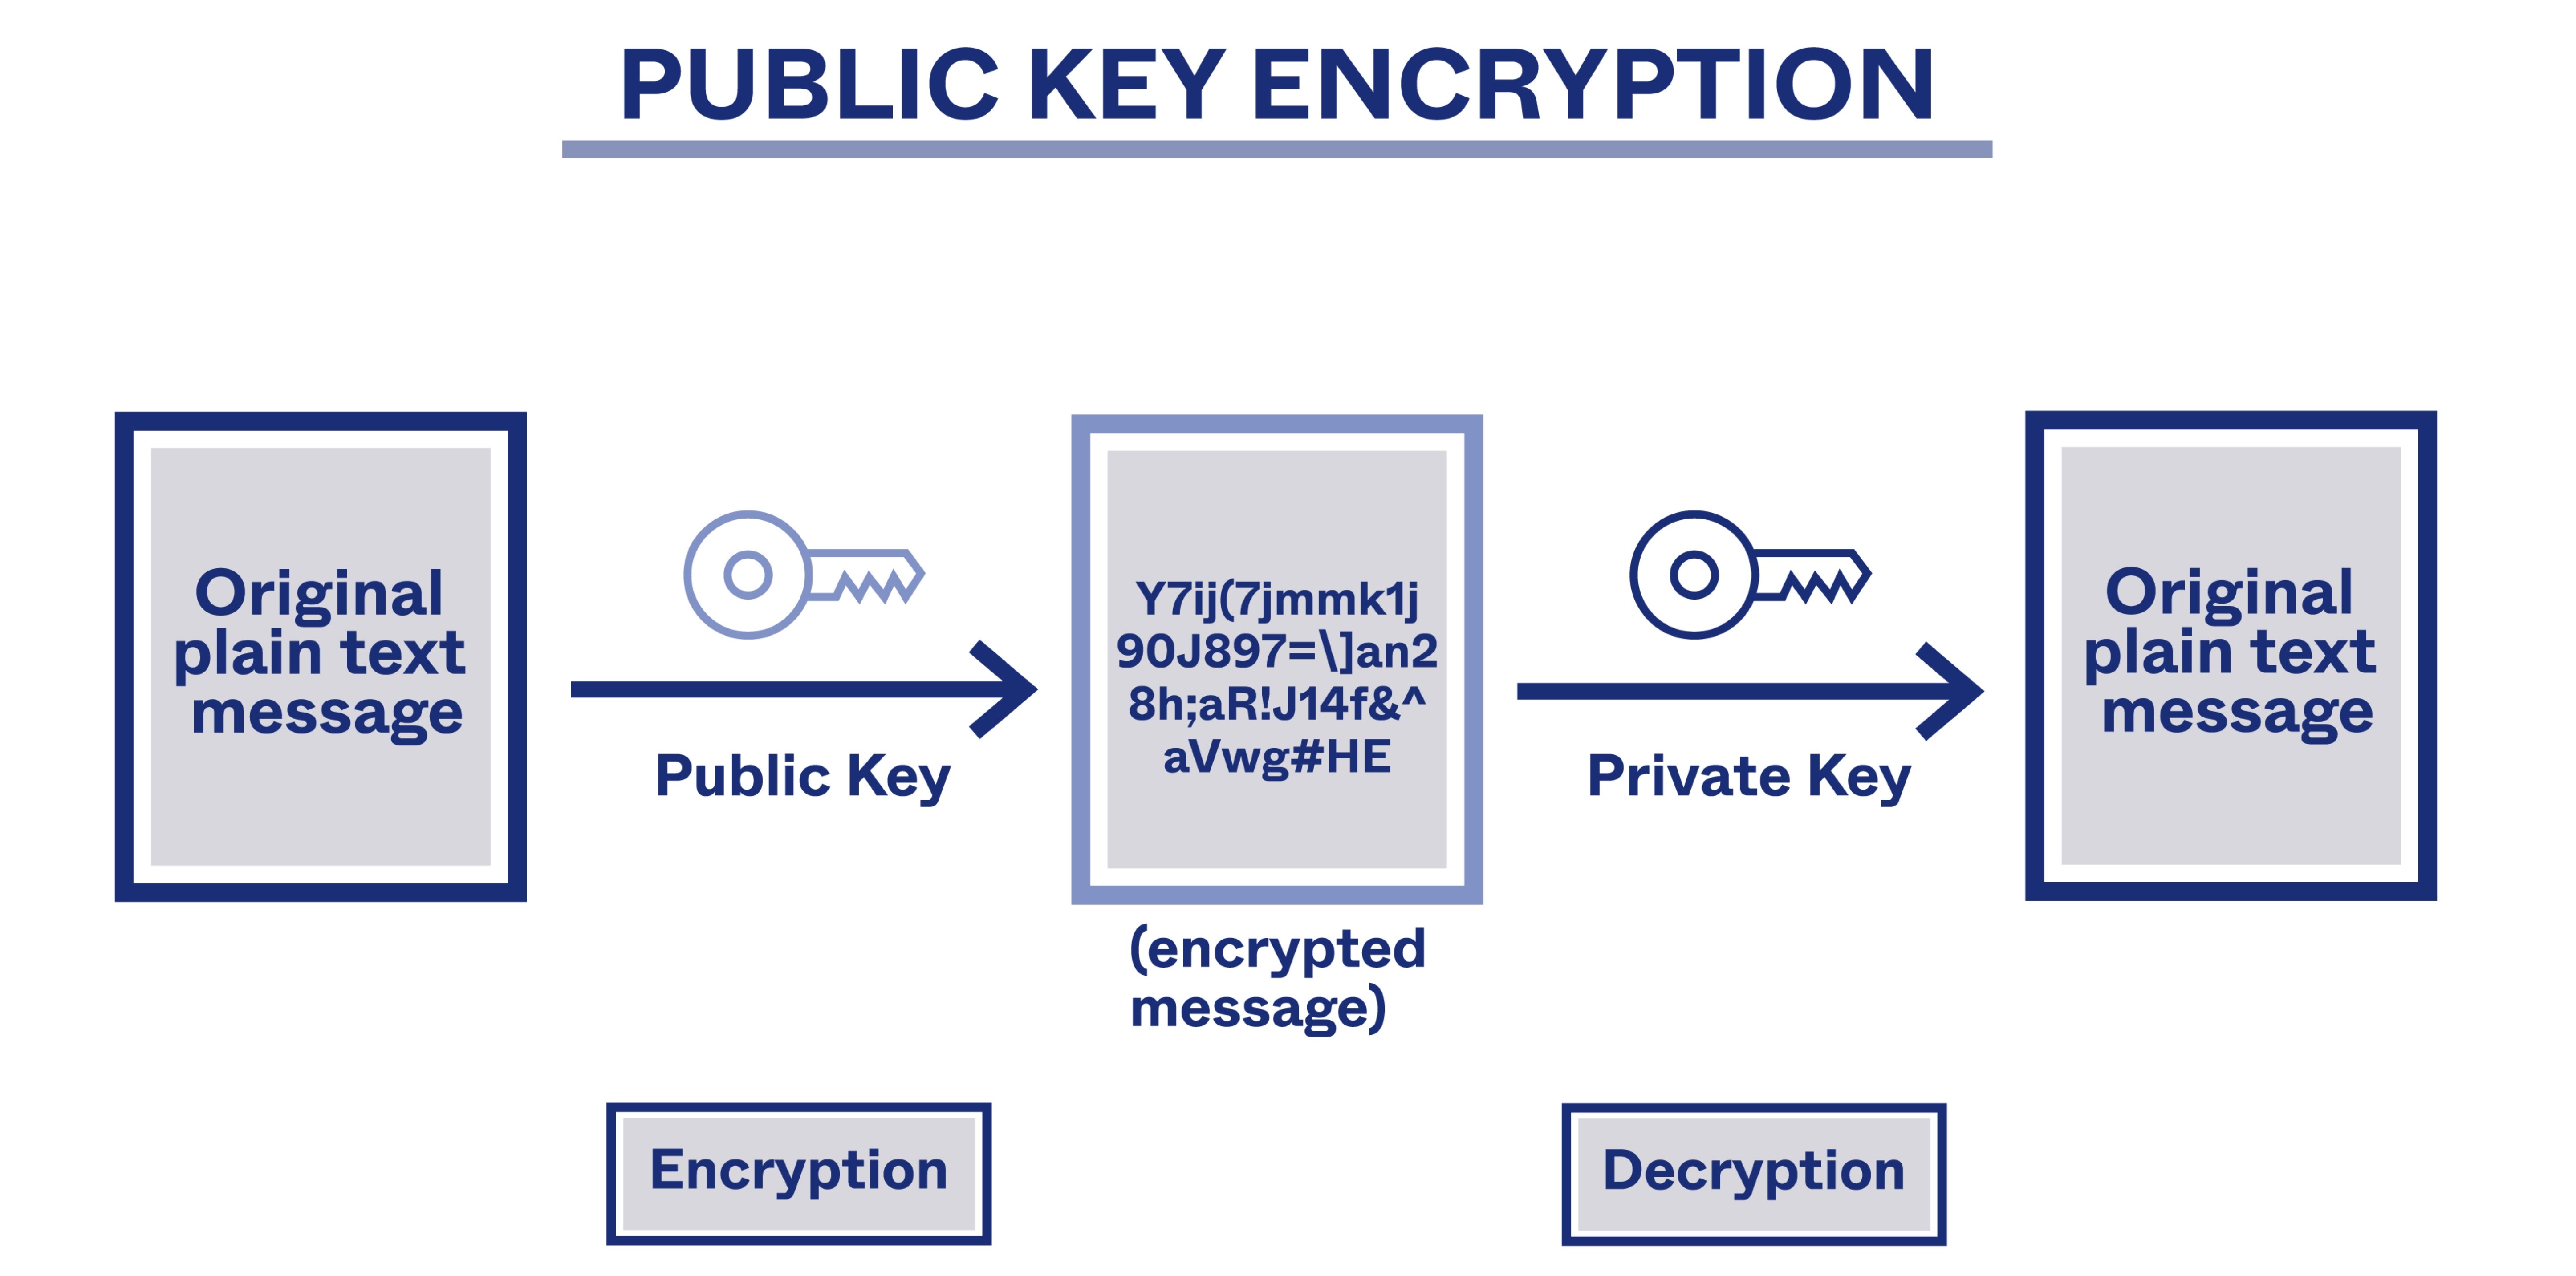 PUBLIC KEY ENCRYPTION
Original
plain text
message
Public Key
Y7ij(7jmmk1j
90J897=\]an2
8h;aR!J14f&^
aVwg#HE
(encrypted
message)
Private Key
Original
plain text
message
Encryption
Decryption